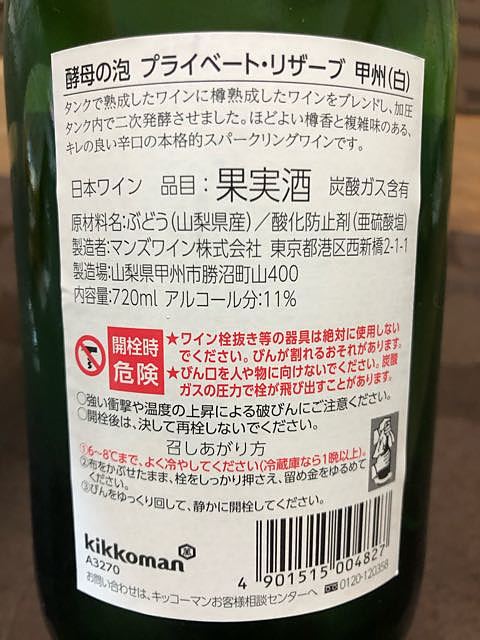 酵母の泡 プライベート・リザーブ 甲州(白)
タンクで熟成したワインに樽熟成したワインをブレンドし、加圧
タンク内で二次発酵させました。ほどよい樽香と複雑味のある、
キレの良い辛口の本格的スパークリングワインです。
日本ワイン 品目:果実酒 炭酸ガス含有
原材料名:ぶどう(山梨県産)/酸化防止剤(亜硫酸塩)
製造者:マンズワイン株式会社 東京都港区西新橋2-1-1
製造場:山梨県甲州市勝沼町山400
内容量:720ml アルコール分:11%
開栓時
危険
★ワイン栓抜き等の器具は絶対に使用しない
でください。びんが割れるおそれがあります。
★びん口を人や物に向けないでください。炭酸
ガスの圧力で栓が飛び出すことがあります。
○強い衝撃や温度の上昇による破びんにご注意ください。
○開栓後は、決して再栓しないでください。
召しあがり方
①6〜8℃まで、よく冷やしてください(冷蔵庫なら1晩以上)。
②布をかぶせたまま、栓をしっかり押さえ、留め金をゆるめて
ください。
③びんをゆっくり回して、静かに開栓してください。
kikkoman
A3270
4 901515 004827
お問い合わせは、キッコーマンお客様相談センターへ 0120-120358